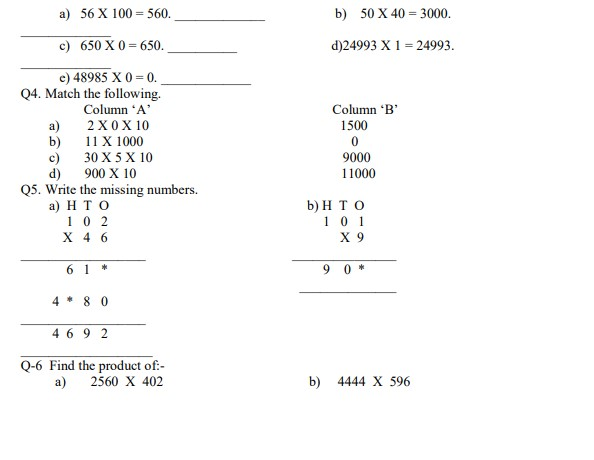 a) 56 X 100 = 560. ____________________ b) 50 X 40 = 3000.
c) 650 X 0 = 650. ____________ d)24993 X 1 = 24993.
e) 48985 X 0 = 0. ________________
Q4. Match the following.
Column ‘A’ Column ‘B’
a) 2 X 0 X 10 1500
b) 11 X 1000 0
c) 30 X 5 X 10 9000
d) 900 X 10 11000
Q5. Write the missing numbers.
a) H T O b) H T O
1 0 2 1 0 1
X 4 6 X 9
6 1 * 9 0 *
4 * 8 0
4 6 9 2
Q-6 Find the product of:-
a) 2560 X 402 b) 4444 X 596